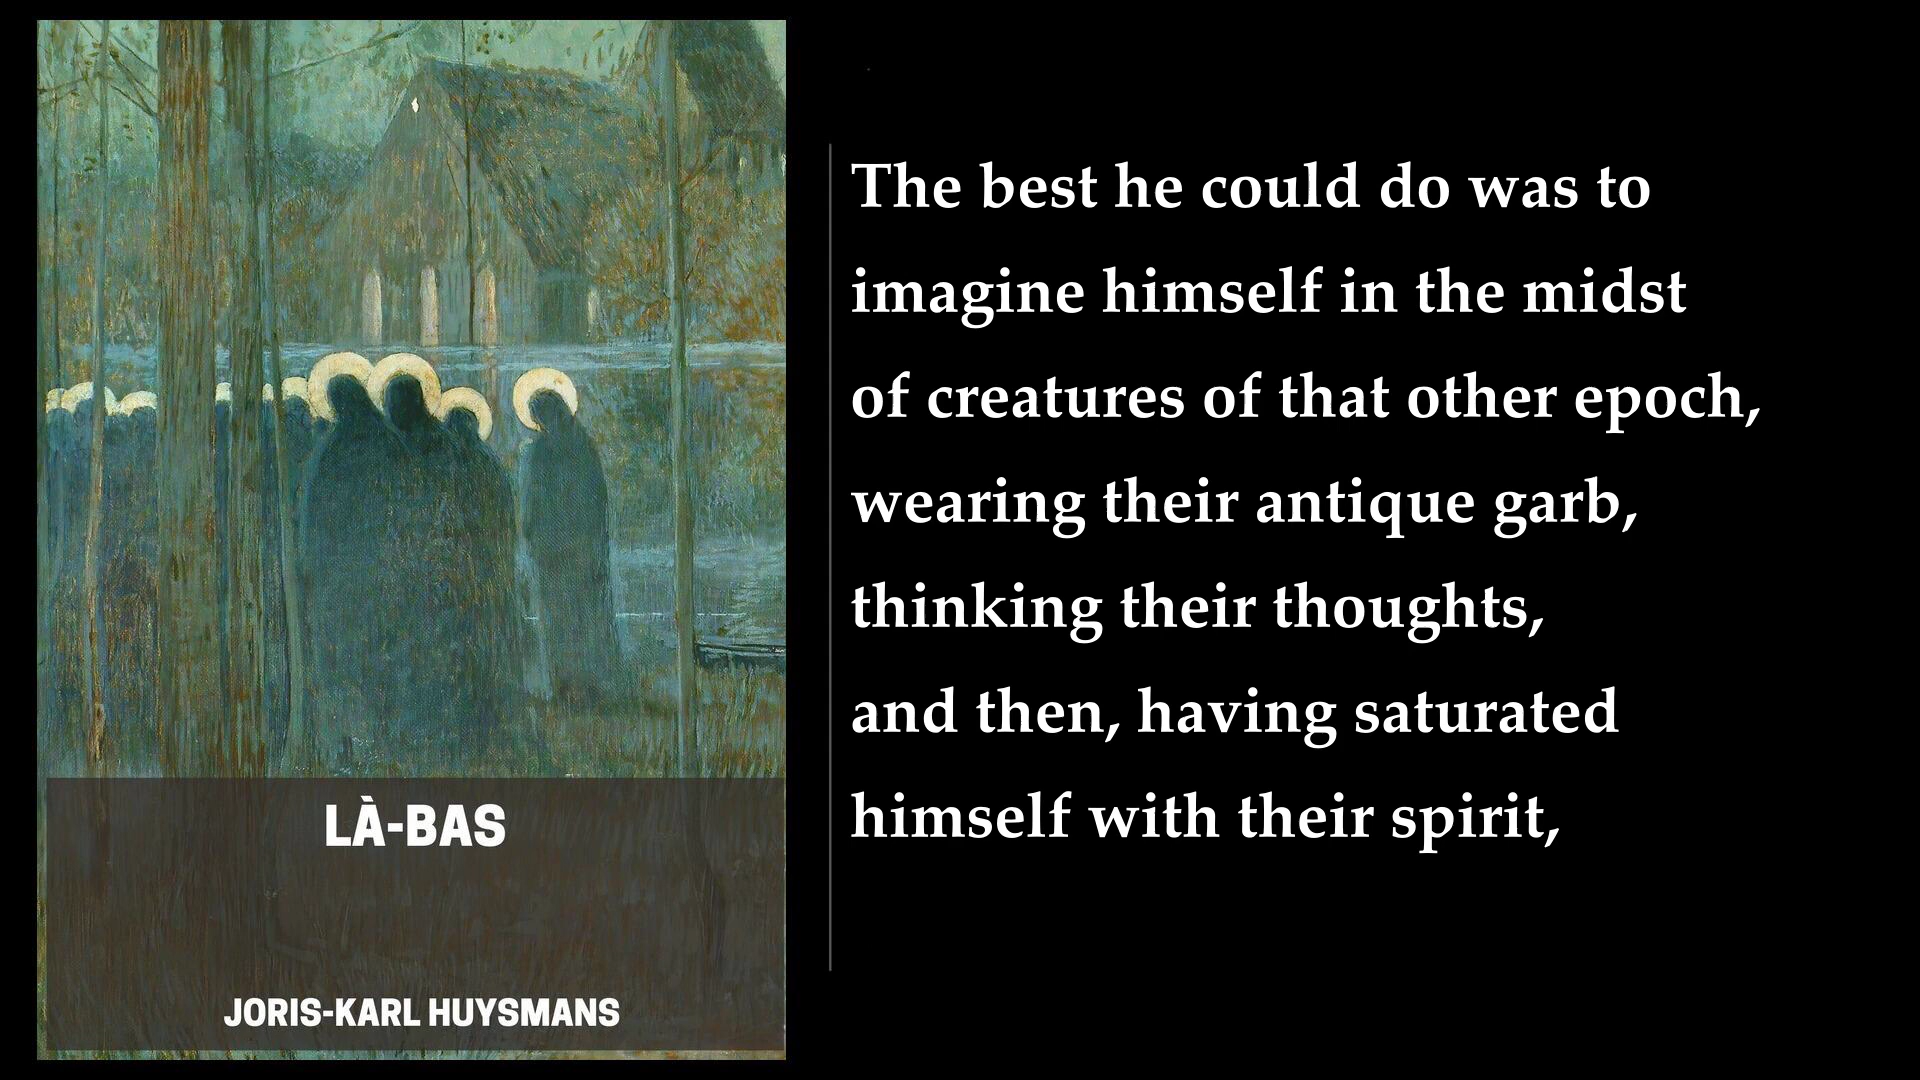 LÀ-BAS
JORIS-KARL HUYSMANS
The best he could do was to
imagine himself in the midst
of creatures of that other epoch,
wearing their antique garb,
thinking their thoughts,
and then, having saturated
himself with their spirit,